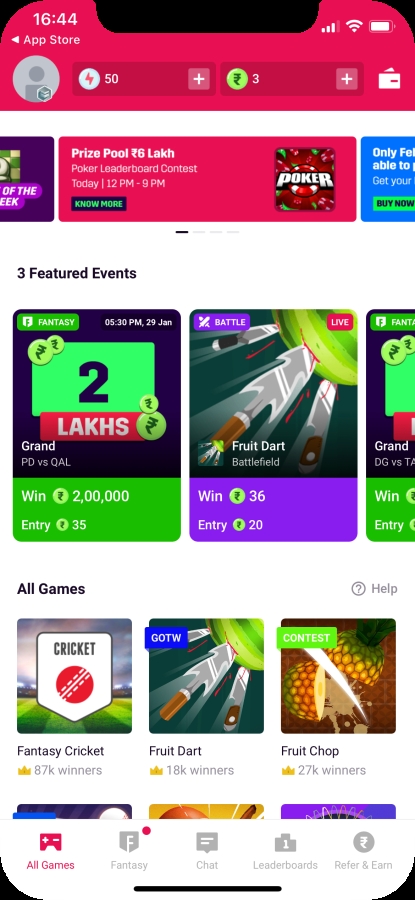 16:44
◀ App Store
50
+
₹ 3
+
OF THE
EEK
Prize Pool ₹6 Lakh
Poker Leaderboard Contest
Today | 12 PM - 9 PM
KNOW MORE
POKER
Only Fe
able to p
Get your
BUY NOW
3 Featured Events
FANTASY
05:30 PM, 29 Jan
2
LAKHS
Grand
PD vs QAL
Win ₹ 2,00,000
Entry ₹ 35
BATTLE
LIVE
Fruit Dart
Battlefield
Win ₹ 36
Entry ₹ 20
FANTA
Grand
DG vs TA
Win ₹
Entry ₹
All Games
? Help
CRICKET
GOTW
CONTEST
Fantasy Cricket
Fruit Dart
Fruit Chop
87k winners
18k winners
27k winners
All Games
Fantasy
Chat
1
Leaderboards
₹
Refer & Earn